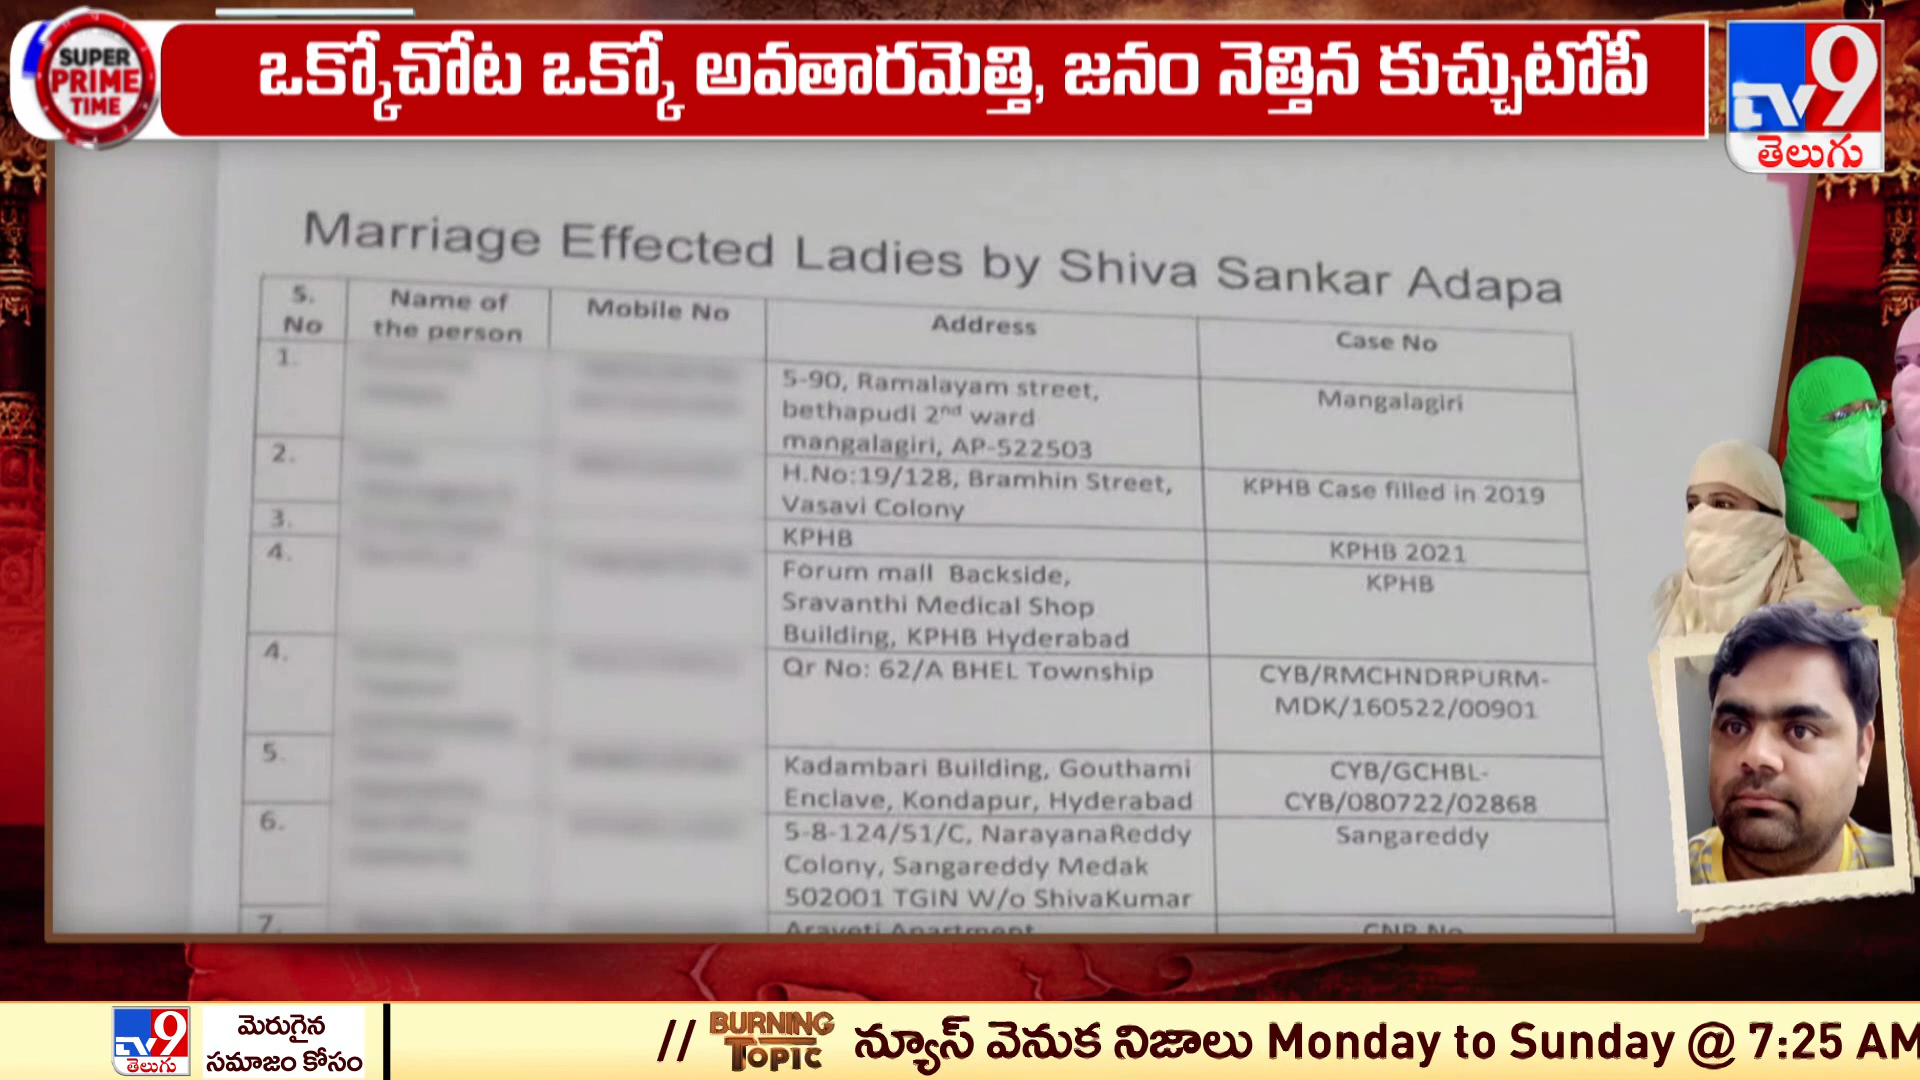 SUPER
PRIME
TIME
ఒక్కోచోట ఒక్కో అవతారమెత్తి, జనం నెత్తిన కుచ్చుటోపీ
TV9
తెలుగు
Marriage Effected Ladies by Shiva Sankar Adapa
S. No
Name of the person
Mobile No
Address
Case No
1.
5-90, Ramalayam street,
bethapudi 2nd ward
mangalagiri, AP-522503
Mangalagiri
2.
H.No:19/128, Bramhin Street,
Vasavi Colony
KPHB Case filled in 2019
3.
KPHB
KPHB 2021
4.
Forum mall Backside,
Sravanthi Medical Shop
Building, KPHB Hyderabad
KPHB
4.
Qr No: 62/A BHEL Township
CYB/RMCHNDRPURM-
MDK/160522/00901
5.
Kadambari Building, Gouthami
Enclave, Kondapur, Hyderabad
CYB/GCHBL-
CYB/080722/02868
6.
5-8-124/51/C, NarayanaReddy
Colony, Sangareddy Medak
502001 TGIN W/o ShivaKumar
Sangareddy
7.
Araveti Apartment
CNR No
TV9
తెలుగు
మెరుగైన
సమాజం కోసం
// BURNING TOPIC న్యూస్ వెనుక నిజాలు Monday to Sunday @ 7:25 AM